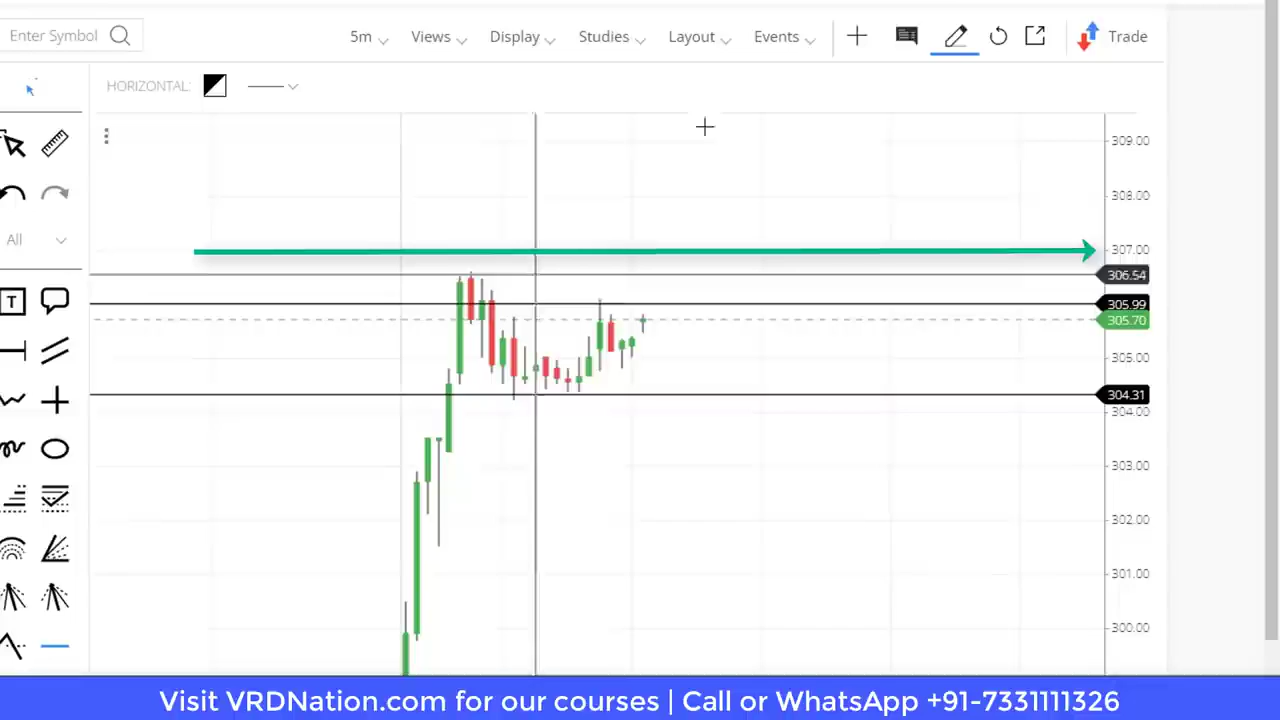 Enter Symbol
5m Views Display Studies Layout Events Trade
HORIZONTAL:
All
T
309.00
308.00
307.00
306.54
305.99
305.70
305.00
304.31
304.00
303.00
302.00
301.00
300.00
Visit VRDNation.com for our courses | Call or WhatsApp +91-7331111326